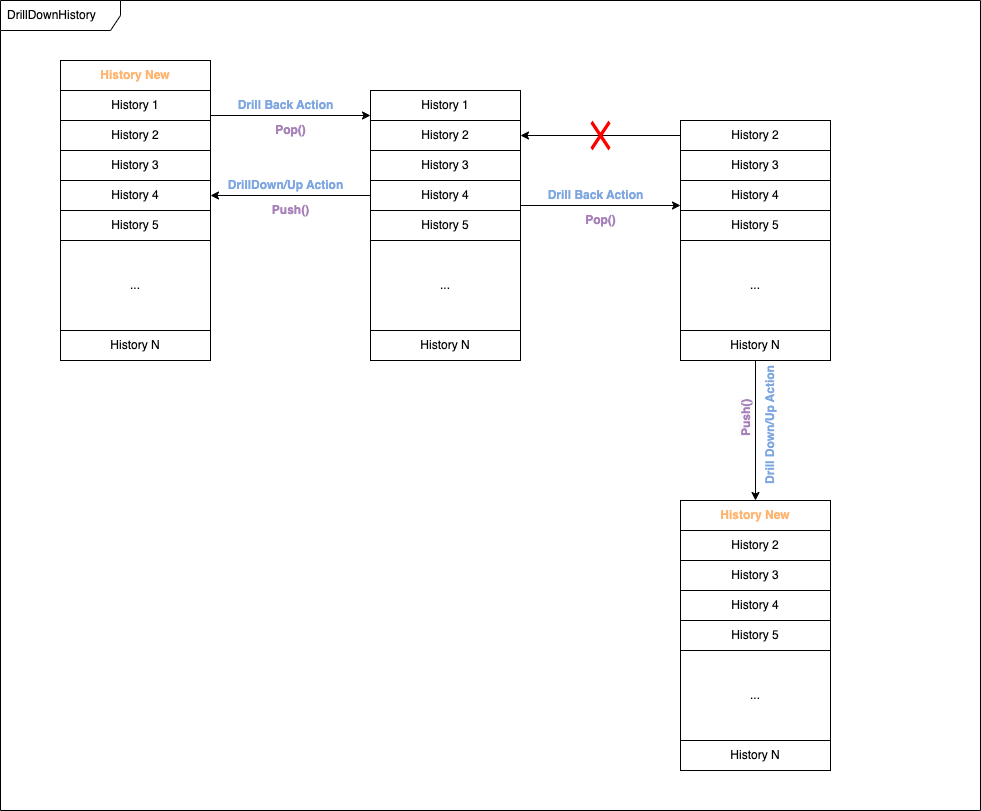 DrillDownHistory
History New
History 1
History 2
History 3
History 4
History 5
...
History N
Drill Back Action
Pop()
DrillDown/Up Action
Push()
History 1
History 2
History 3
History 4
History 5
...
History N
Drill Back Action
Pop()
History 2
History 3
History 4
History 5
...
History N
Push()
Drill Down/Up Action
History New
History 2
History 3
History 4
History 5
...
History N